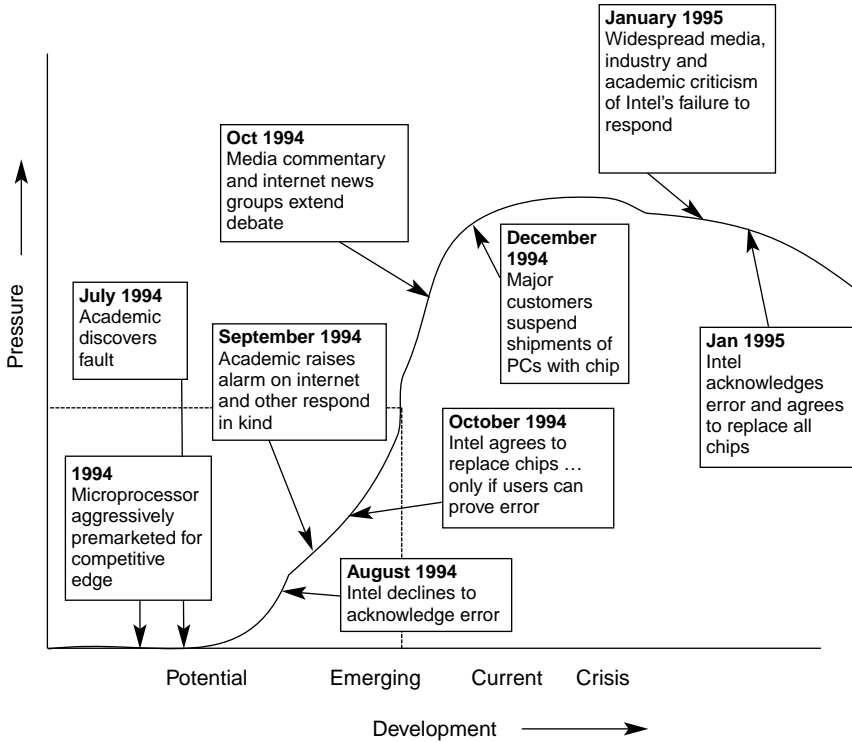 January 1995
Widespread media,
industry and
academic criticism
of Intel's failure to
respond
Oct 1994
Media commentary
and internet news
groups extend
debate
December
1994
Major
customers
suspend
shipments of
PCs with chip
July 1994
Academic
discovers
fault
September 1994
Academic raises
alarm on internet
and other respond
in kind
Jan 1995
Intel
acknowledges
error and agrees
to replace all
chips
October 1994
Intel agrees to
replace chips …
only if users can
prove error
1994
Microprocessor
aggressively
premarketed for
competitive
edge
August 1994
Intel declines to
acknowledge error
Pressure
Potential Emerging Current Crisis
Development